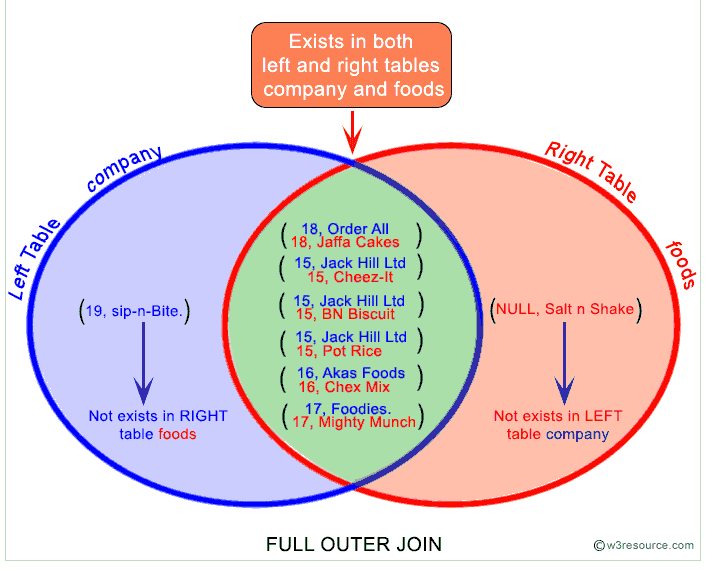 Exists in both
left and right tables
company and foods
Left Table company
Right Table foods
(18, Order All
18, Jaffa Cakes)
(15, Jack Hill Ltd
15, Cheez-It)
(15, Jack Hill Ltd
15, BN Biscuit)
(15, Jack Hill Ltd
15, Pot Rice)
(16, Akas Foods
16, Chex Mix)
(17, Foodies.
17, Mighty Munch)
(19, sip-n-Bite.)
Not exists in RIGHT
table foods
(NULL, Salt n Shake)
Not exists in LEFT
table company
FULL OUTER JOIN
©w3resource.com